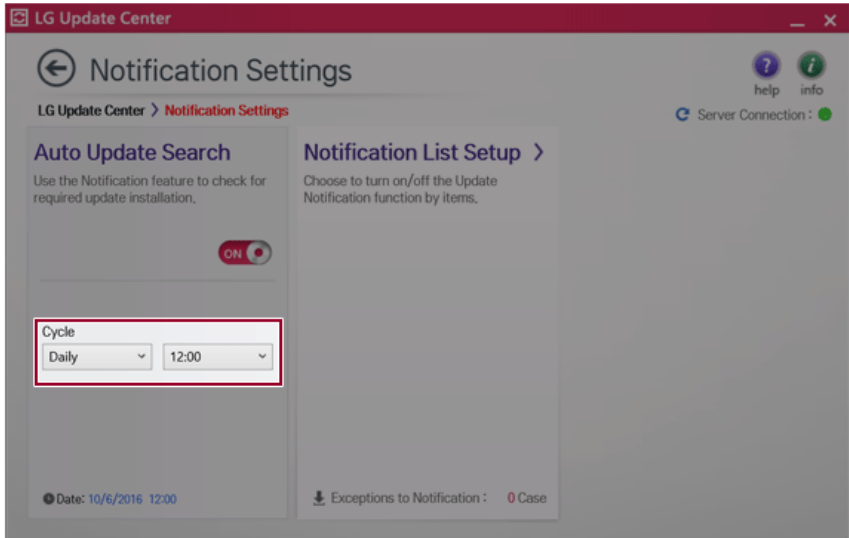 LG Update Center
Notification Settings
help
info
LG Update Center > Notification Settings
Server Connection :
Auto Update Search
Use the Notification feature to check for
required update installation.
ON
Cycle
Daily
12:00
Date: 10/6/2016 12:00
Notification List Setup >
Choose to turn on/off the Update
Notification function by items.
Exceptions to Notification : 0 Case